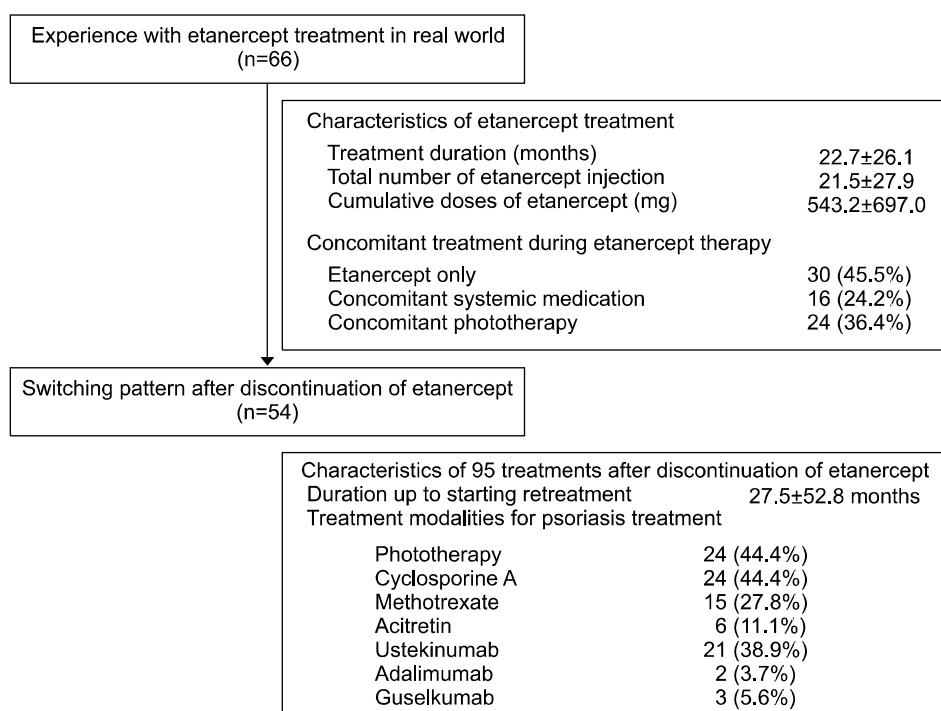 Experience with etanercept treatment in real world
(n=66)
Characteristics of etanercept treatment
Treatment duration (months) 22.7±26.1
Total number of etanercept injection 21.5±27.9
Cumulative doses of etanercept (mg) 543.2±697.0
Concomitant treatment during etanercept therapy
Etanercept only 30 (45.5%)
Concomitant systemic medication 16 (24.2%)
Concomitant phototherapy 24 (36.4%)
Switching pattern after discontinuation of etanercept
(n=54)
Characteristics of 95 treatments after discontinuation of etanercept
Duration up to starting retreatment 27.5±52.8 months
Treatment modalities for psoriasis treatment
Phototherapy 24 (44.4%)
Cyclosporine A 24 (44.4%)
Methotrexate 15 (27.8%)
Acitretin 6 (11.1%)
Ustekinumab 21 (38.9%)
Adalimumab 2 (3.7%)
Guselkumab 3 (5.6%)